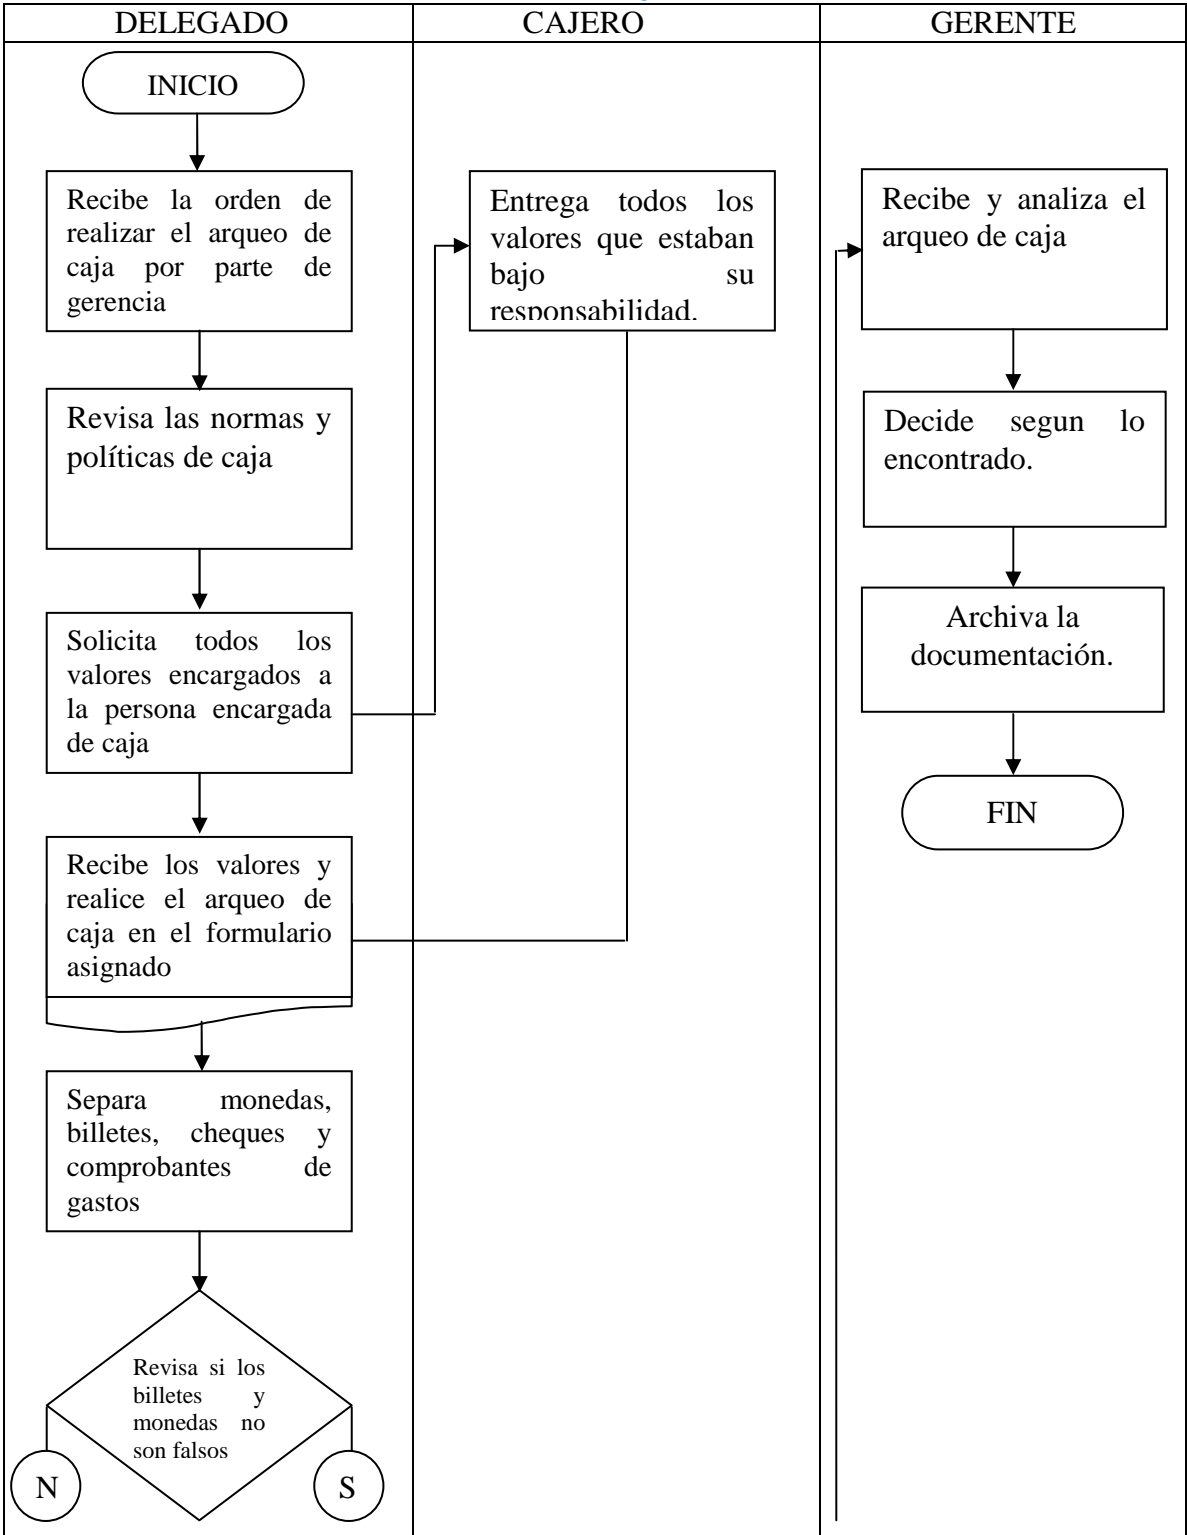 DELEGADO
CAJERO
GERENTE
INICIO
Recibe la orden de
realizar el arqueo de
caja por parte de
gerencia
Revisa las normas y
políticas de caja
Solicita todos los
valores encargados a
la persona encargada
de caja
Recibe los valores y
realice el arqueo de
caja en el formulario
asignado
Separa monedas,
billetes, cheques y
comprobantes de
gastos
Revisa si los
billetes y
monedas no
son falsos
N
S
Entrega todos los
valores que estaban
bajo su
responsabilidad.
Recibe y analiza el
arqueo de caja
Decide segun lo
encontrado.
Archiva la
documentación.
FIN